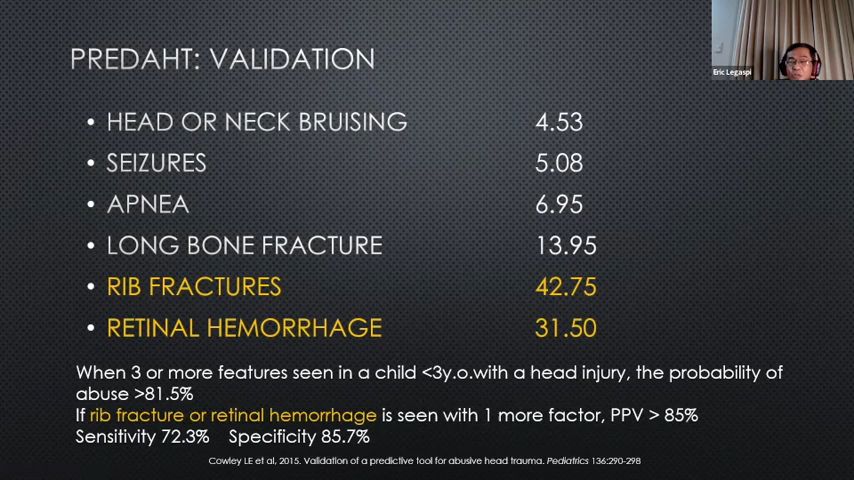 PREDAHT: VALIDATION
Eric Legaspi
• HEAD OR NECK BRUISING 4.53
• SEIZURES 5.08
• APNEA 6.95
• LONG BONE FRACTURE 13.95
• RIB FRACTURES 42.75
• RETINAL HEMORRHAGE 31.50
When 3 or more features seen in a child <3y.o.with a head injury, the probability of
abuse >81.5%
If rib fracture or retinal hemorrhage is seen with 1 more factor, PPV > 85%
Sensitivity 72.3% Specificity 85.7%
Cowley LE et al, 2015. Validation of a predictive tool for abusive head trauma. Pediatrics 136:290-298